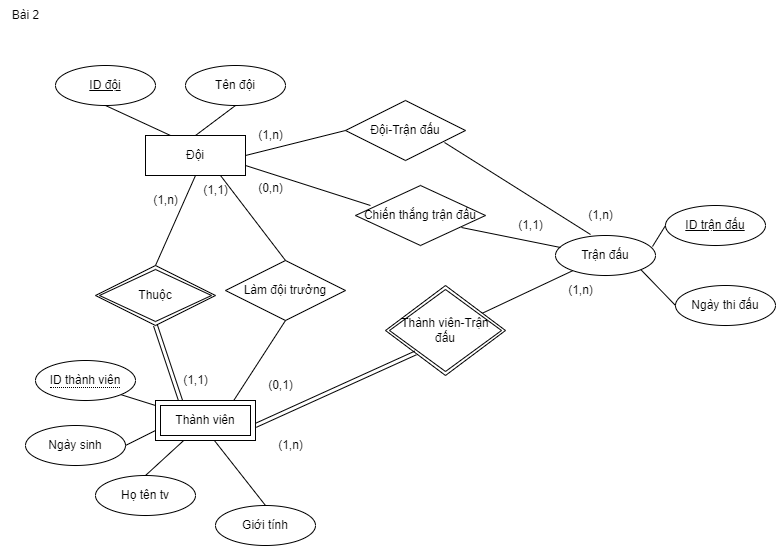 Bài 2
ID đội
Tên đội
(1,n)
Đội-Trận đấu
Đội
(1,n)
(1,1)
(0,n)
Chiến thắng trận đấu
(1,1)
(1,n)
ID trận đấu
Trận đấu
Thuộc
Làm đội trưởng
(1,n)
Ngày thi đấu
Thành viên-Trận
đấu
ID thành viên
(1,1)
(0,1)
Thành viên
Ngày sinh
(1,n)
Họ tên tv
Giới tính